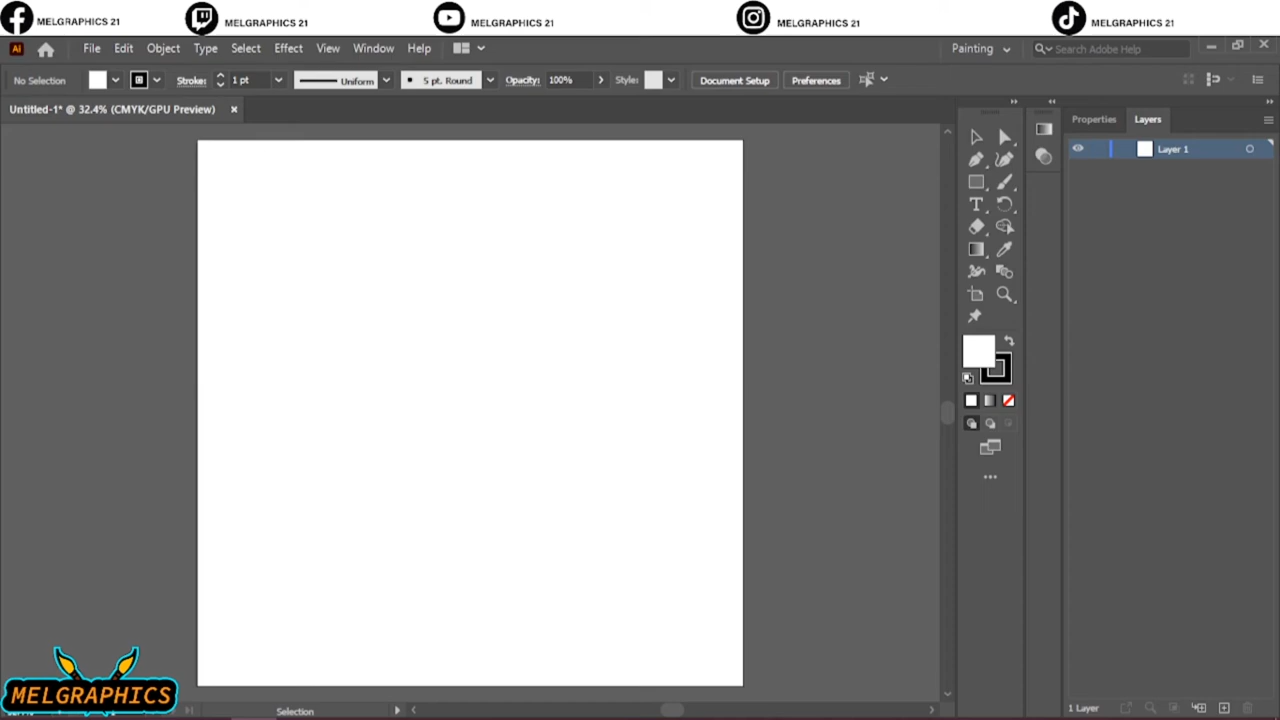 MELGRAPHICS 21 MELGRAPHICS 21 MELGRAPHICS 21 MELGRAPHICS 21 MELGRAPHICS 21
Ai File Edit Object Type Select Effect View Window Help Painting Search Adobe Help
No Selection Stroke: 1 pt Uniform 5 pt. Round Opacity: 100% Style: Document Setup Preferences
Untitled-1* @ 32.4% (CMYK/GPU Preview)
Properties Layers
Layer 1
MELGRAPHICS
Selection
1 Layer